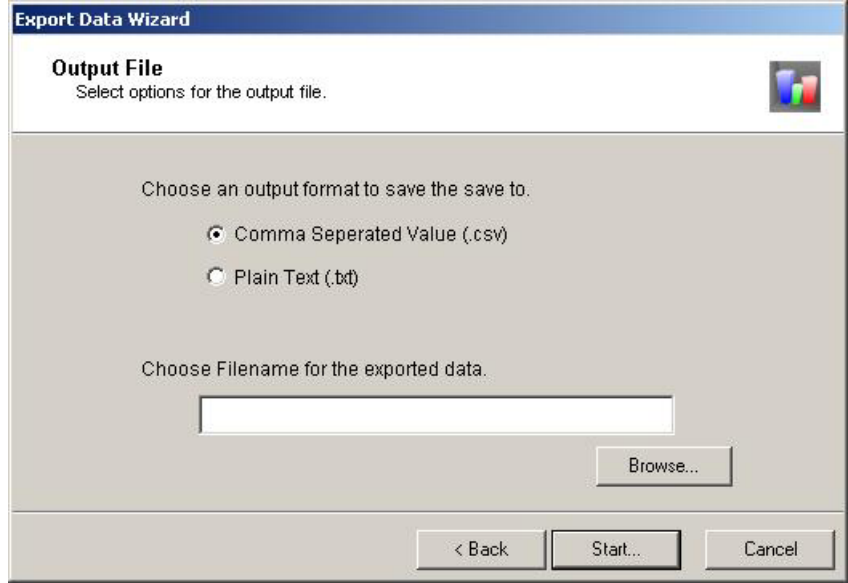 Export Data Wizard
Output File
Select options for the output file.
Choose an output format to save the save to.
Comma Seperated Value (.csv)
Plain Text (.txt)
Choose Filename for the exported data.
Browse...
< Back
Start...
Cancel